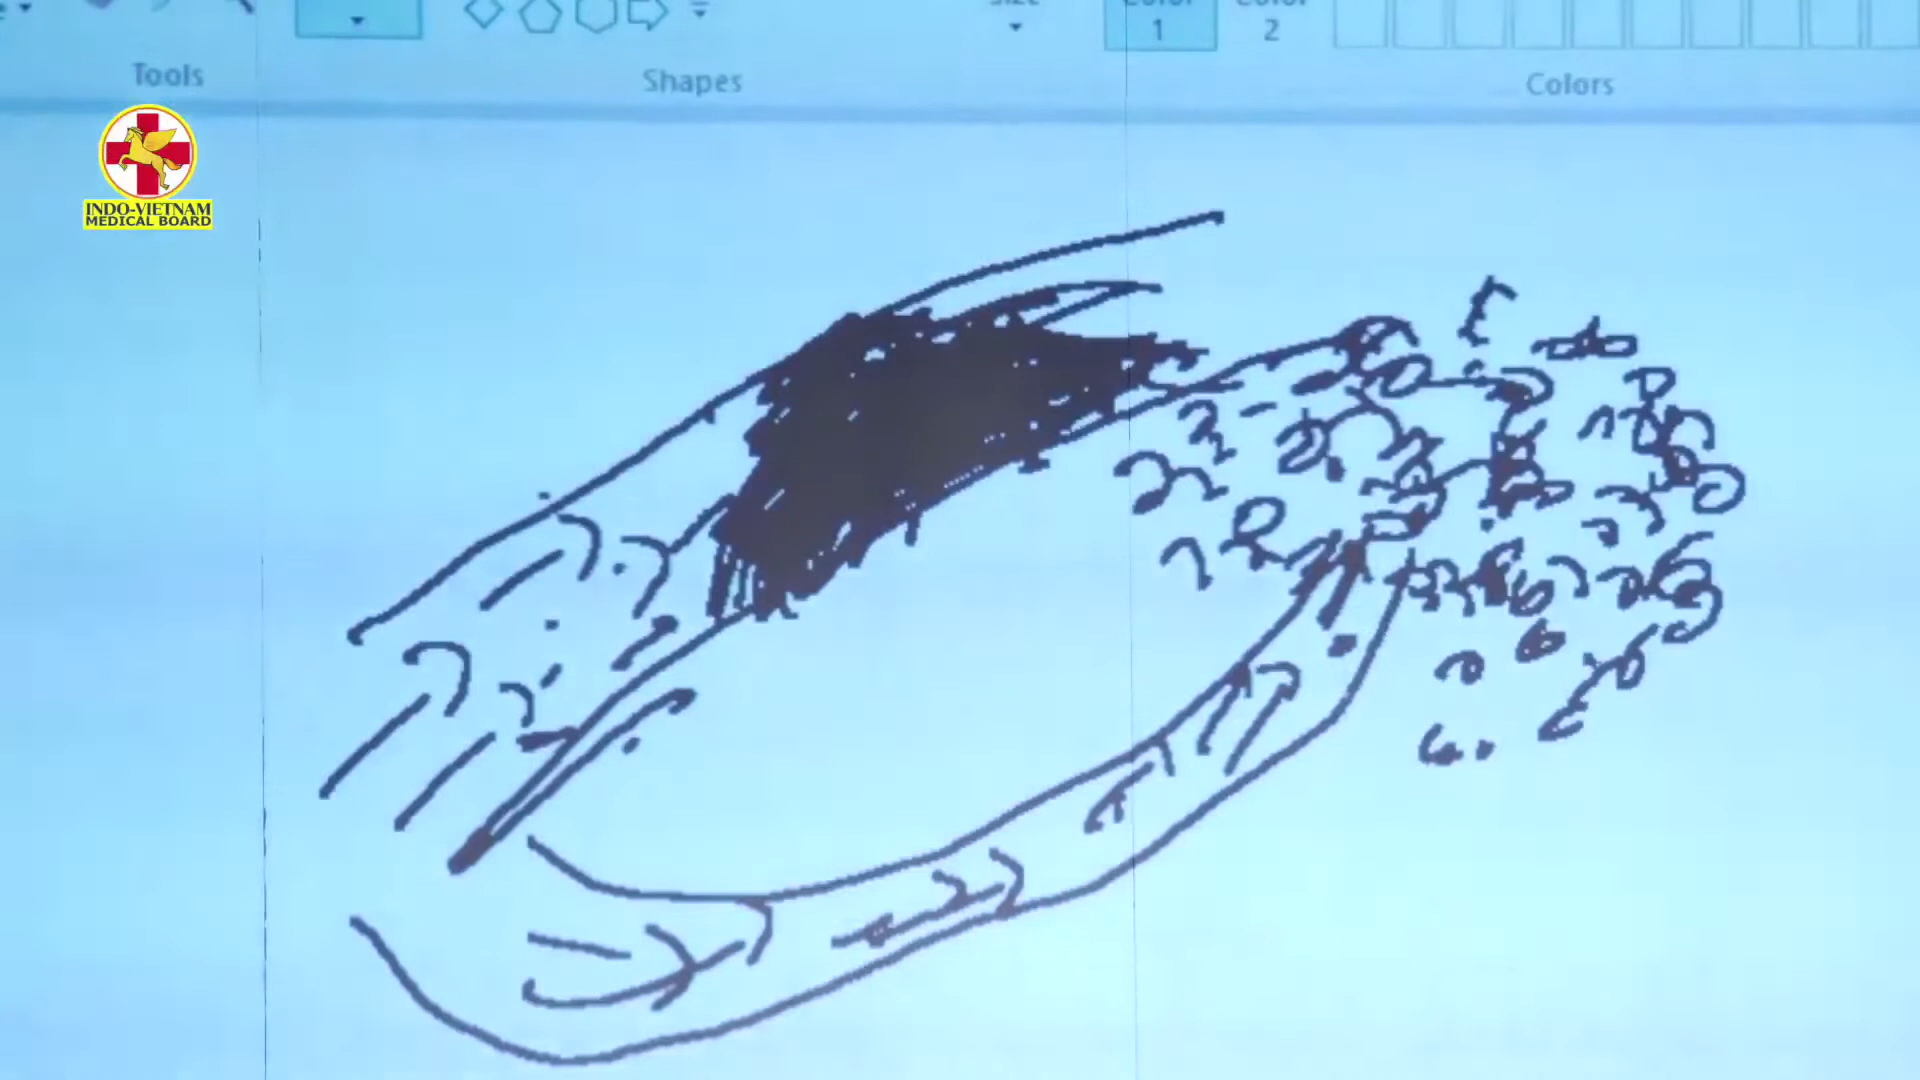 1
2
Tools
Shapes
Colors
INDO-VIETNAM
MEDICAL BOARD